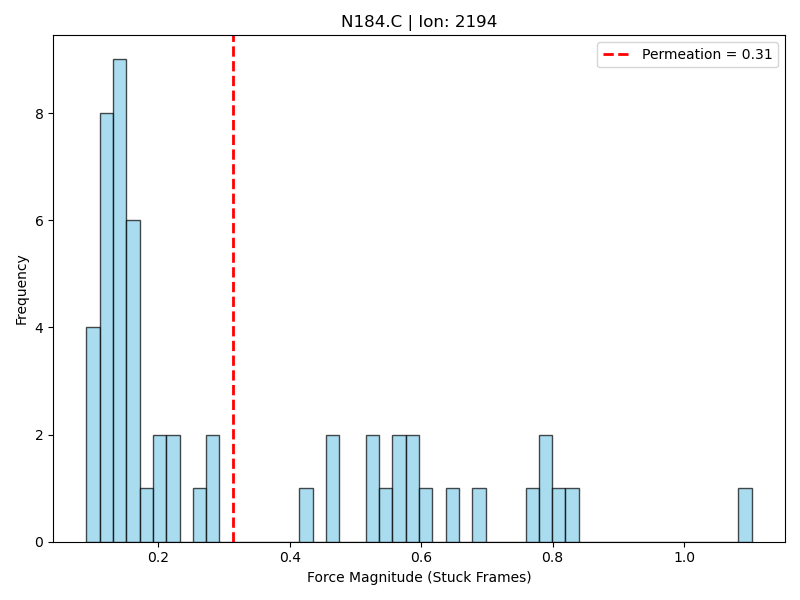 N184.C | Ion: 2194
Permeation = 0.31
Frequency
8
6
4
2
0
0.2
0.4
0.6
0.8
1.0
Force Magnitude (Stuck Frames)